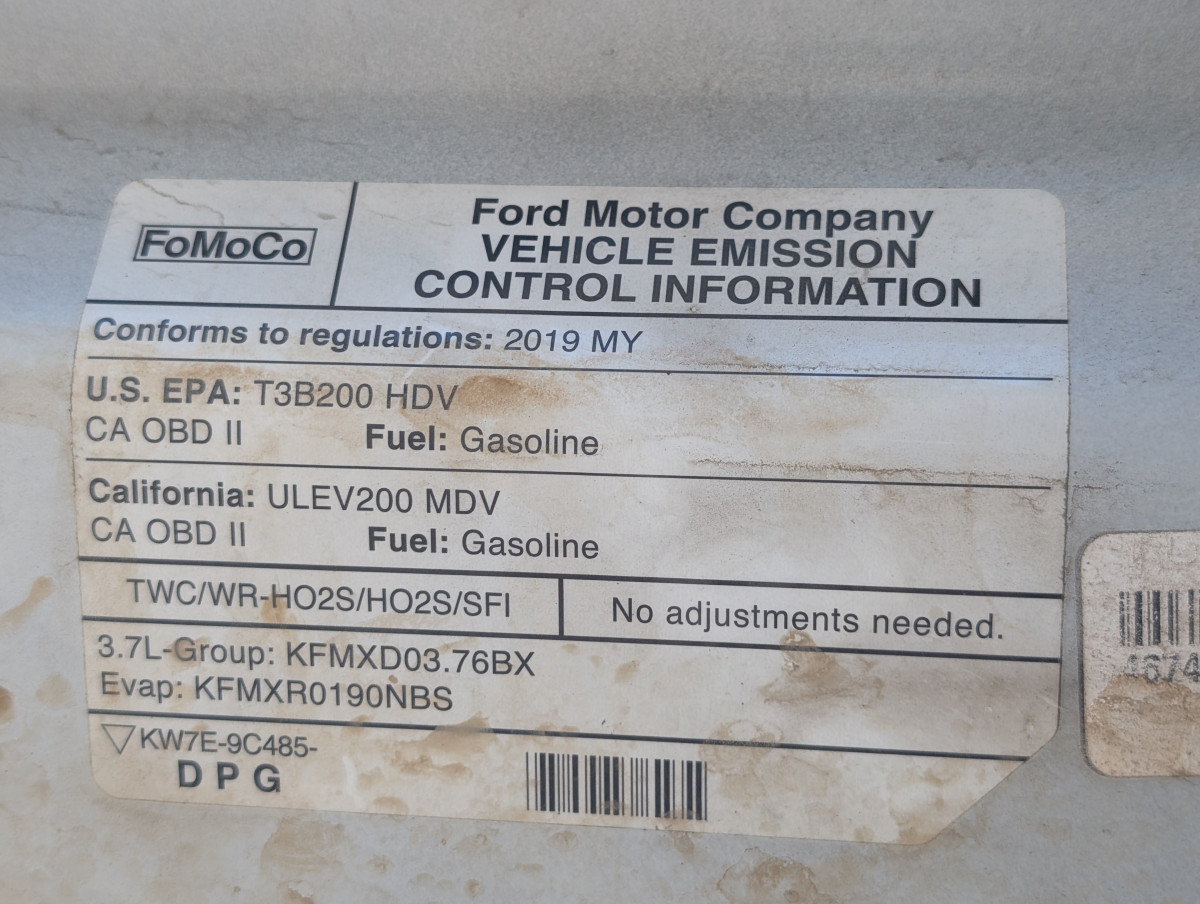 FoMoCo
Ford Motor Company
VEHICLE EMISSION
CONTROL INFORMATION
Conforms to regulations: 2019 MY
U.S. EPA: T3B200 HDV
CA OBD II Fuel: Gasoline
California: ULEV200 MDV
CA OBD II Fuel: Gasoline
TWC/WR-HO2S/HO2S/SFI
No adjustments needed.
3.7L-Group: KFMXD03.76BX
Evap: KFMXR0190NBS
KW7E-9C485-
D P G